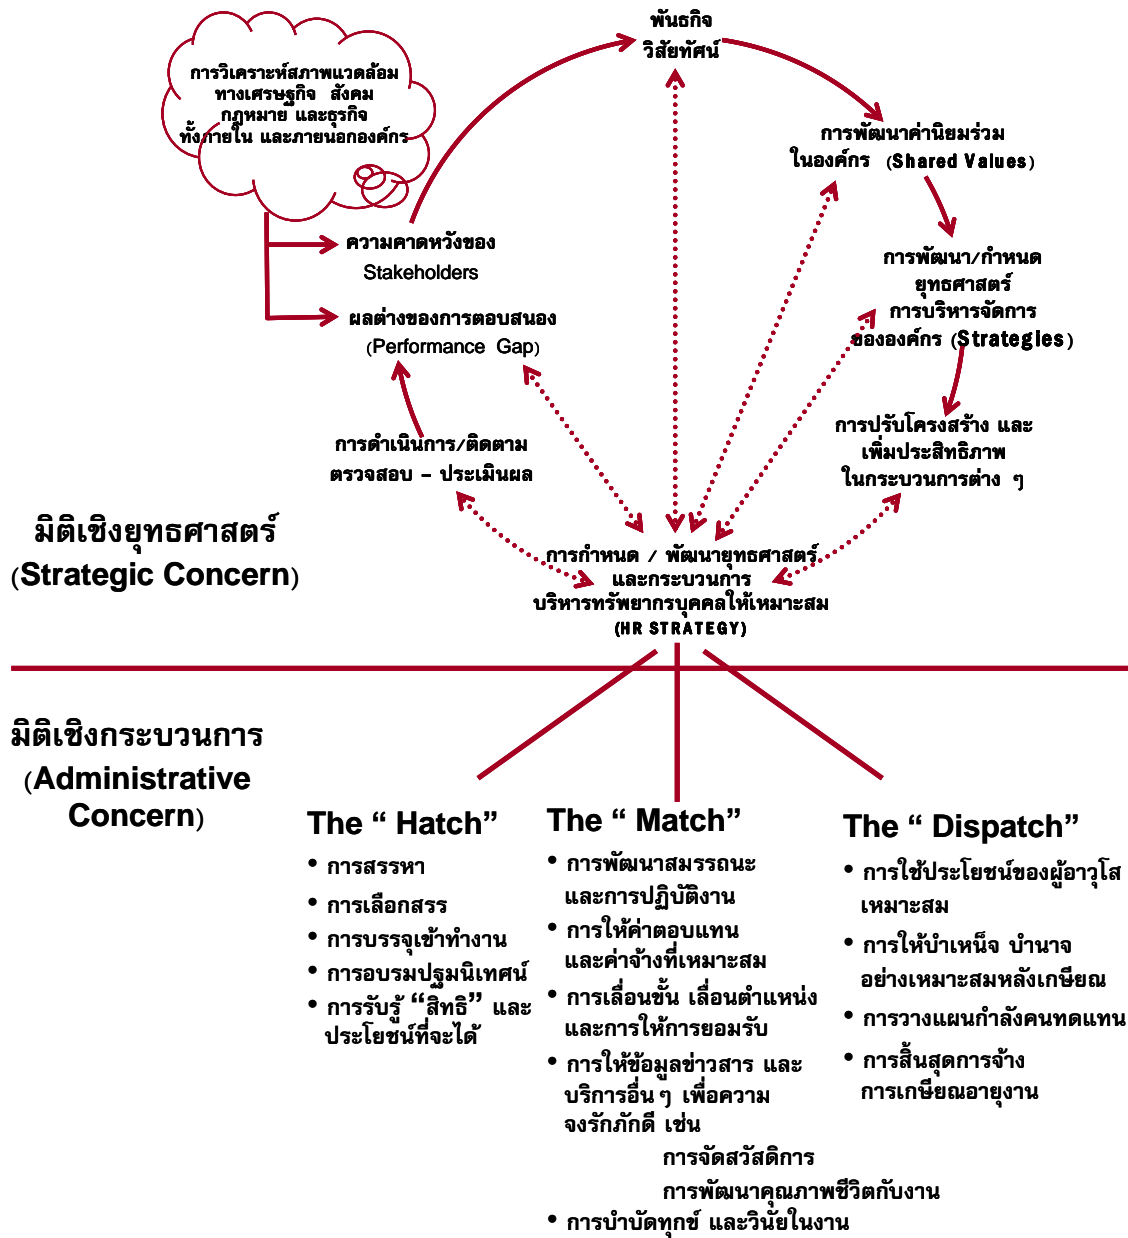 พันธกิจ
วิสัยทัศน์
การวิเคราะห์สภาพแวดล้อม
ทางเศรษฐกิจ สังคม
กฎหมาย และธุรกิจ
ทั้งภายใน และภายนอกองค์กร
การพัฒนาค่านิยมร่วม
ในองค์กร (Shared Values)
ความคาดหวังของ
Stakeholders
การพัฒนา/กำหนด
ยุทธศาสตร์
การบริหารจัดการ
ขององค์กร (Strategies)
ผลต่างของการตอบสนอง
(Performance Gap)
การปรับโครงสร้าง และ
เพิ่มประสิทธิภาพ
ในกระบวนการต่าง ๆ
การดำเนินการ/ติดตาม
ตรวจสอบ – ประเมินผล
มิติเชิงยุทธศาสตร์
(Strategic Concern)
การกำหนด / พัฒนายุทธศาสตร์
และกระบวนการ
บริหารทรัพยากรบุคคลให้เหมาะสม
(HR STRATEGY)
มิติเชิงกระบวนการ
(Administrative
Concern)
The “ Hatch”
• การสรรหา
• การเลือกสรร
• การบรรจุเข้าทำงาน
• การอบรมปฐมนิเทศน์
• การรับรู้ “สิทธิ” และ
ประโยชน์ที่จะได้
The “ Match”
• การพัฒนาสมรรถนะ
และการปฏิบัติงาน
• การให้ค่าตอบแทน
และค่าจ้างที่เหมาะสม
• การเลื่อนขั้น เลื่อนตำแหน่ง
และการให้การยอมรับ
• การให้ข้อมูลข่าวสาร และ
บริการอื่น ๆ เพื่อความ
จงรักภักดี เช่น
การจัดสวัสดิการ
การพัฒนาคุณภาพชีวิตกับงาน
• การบำบัดทุกข์ และวินัยในงาน
The “ Dispatch”
• การใช้ประโยชน์ของผู้อาวุโส
เหมาะสม
• การให้บำเหน็จ บำนาจ
อย่างเหมาะสมหลังเกษียณ
• การวางแผนกำลังคนทดแทน
• การสิ้นสุดการจ้าง
การเกษียณอายุงาน